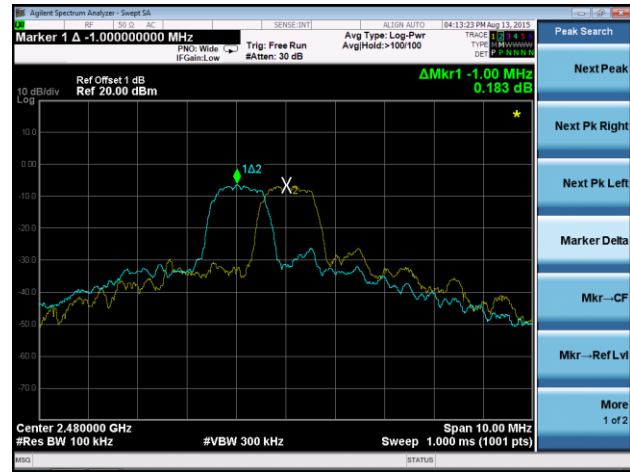 Agilent Spectrum Analyzer - Swept SA
RF 50 Ω AC SENSE:INT ALIGN AUTO 04:13:23 PM Aug 13, 2015
Marker 1 Δ -1.000000000 MHz
PNO: Wide
IFGain:Low
Trig: Free Run
#Atten: 30 dB
Avg Type: Log-Pwr
Avg|Hold:>100/100
TRACE 1 2 3 4 5 6
TYPE M M W W W W
DET P P N N N N
Peak Search
Ref Offset 1 dB
Ref 20.00 dBm
10 dB/div
Log
ΔMkr1 -1.00 MHz
0.183 dB
10.0
0.00
-10.0
-20.0
-30.0
-40.0
-50.0
-60.0
-70.0
1Δ2
2
Center 2.480000 GHz
Span 10.00 MHz
#Res BW 100 kHz
#VBW 300 kHz
Sweep 1.000 ms (1001 pts)
MSG
STATUS
Next Peak
Next Pk Right
Next Pk Left
Marker Delta
Mkr→CF
Mkr→Ref Lvl
More
1 of 2